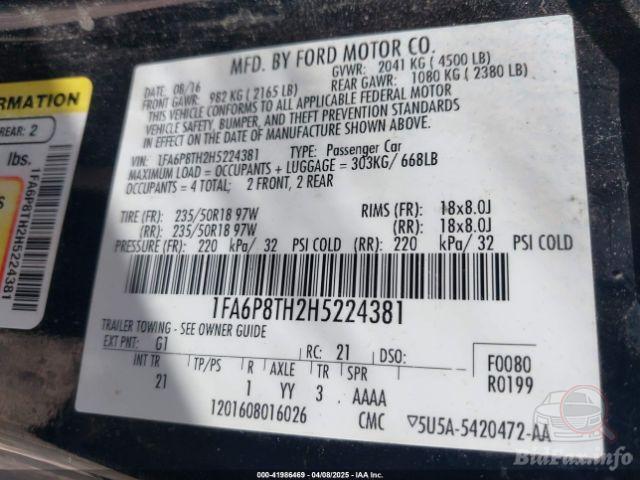 ORMATION
REAR: 2
lbs.
1FA6P8TH2H5224381
MFD. BY FORD MOTOR CO.
DATE: 08/16 GVWR: 2041 KG ( 4500 LB)
FRONT GAWR: 982 KG ( 2165 LB) REAR GAWR: 1080 KG ( 2380 LB)
THIS VEHICLE CONFORMS TO ALL APPLICABLE FEDERAL MOTOR
VEHICLE SAFETY, BUMPER, AND THEFT PREVENTION STANDARDS
IN EFFECT ON THE DATE OF MANUFACTURE SHOWN ABOVE.
VIN: 1FA6P8TH2H5224381 TYPE: Passenger Car
MAXIMUM LOAD = OCCUPANTS + LUGGAGE = 303KG/ 668LB
OCCUPANTS = 4 TOTAL; 2 FRONT, 2 REAR
TIRE (FR): 235/50R18 97W RIMS (FR): 18x8.0J
(RR): 235/50R18 97W (RR): 18x8.0J
PRESSURE (FR): 220 kPa/ 32 PSI COLD (RR): 220 kPa/ 32 PSI COLD
1FA6P8TH2H5224381
TRAILER TOWING - SEE OWNER GUIDE
EXT PNT: G1 RC: 21 DSO: F0080
INT TR TP/PS R AXLE TR SPR R0199
21 1 YY 3 . AAAA
1201608016026 CMC ▽5U5A-5420472-AA
000-41986469 - 04/08/2025 - IAA Inc.
BidFax.info